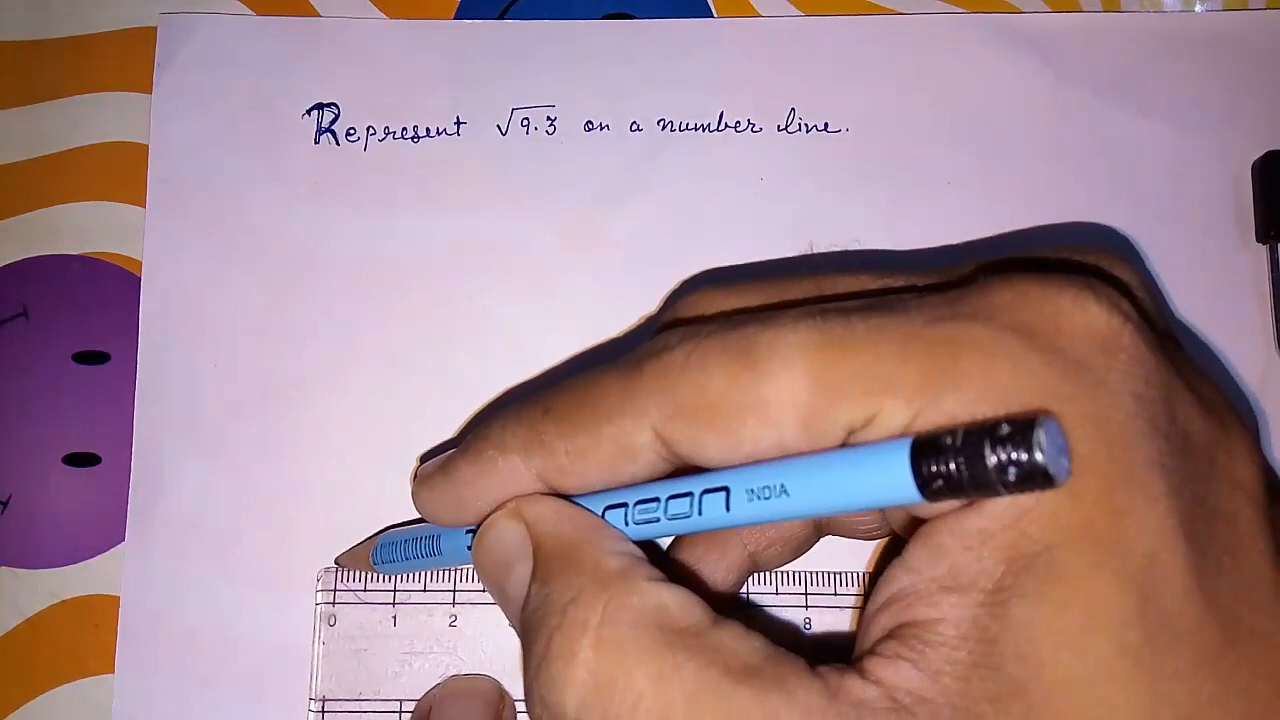 Represent √9.3 on a number line.
neon INDIA
0 1 2 8